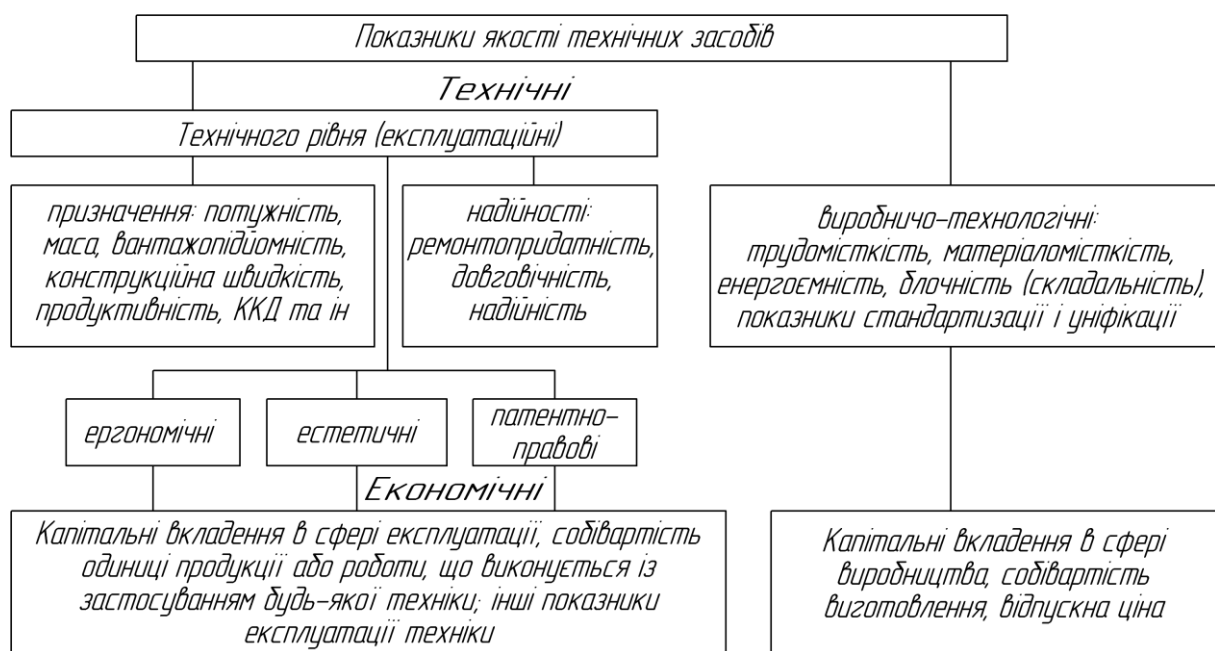 Показники якості технічних засобів
Технічні
Технічного рівня (експлуатаційні)
призначення: потужність,
маса, вантажопідйомність,
конструкційна швидкість,
продуктивність, ККД та ін
надійності:
ремонтопридатність,
довговічність,
надійність
виробничо-технологічні:
трудомісткість, матеріаломісткість,
енергоємність, блочність (складальність),
показники стандартизації і уніфікації
ергономічні
естетичні
патентно-
правові
Економічні
Капітальні вкладення в сфері експлуатації, собівартість
одиниці продукції або роботи, що виконується із
застосуванням будь-якої техніки; інші показники
експлуатації техніки
Капітальні вкладення в сфері
виробництва, собівартість
виготовлення, відпускна ціна